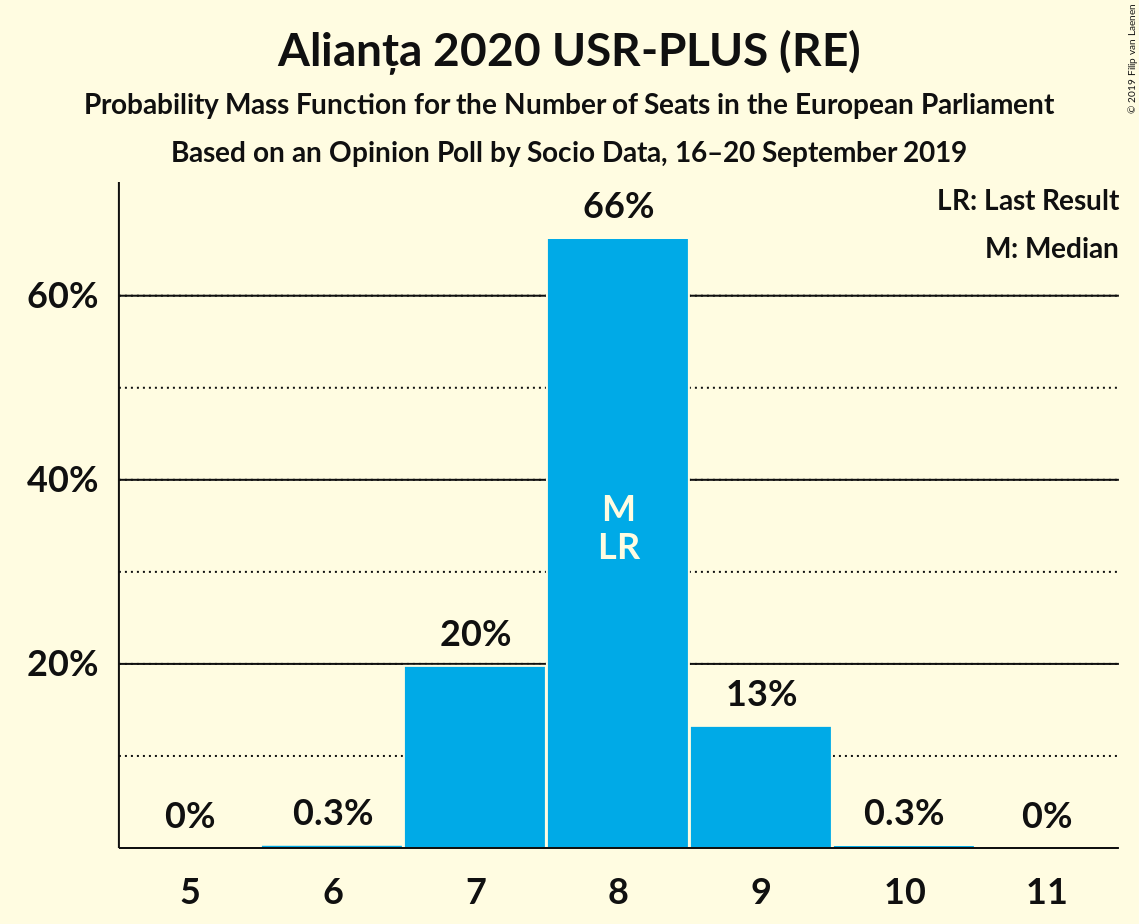 Alianța 2020 USR-PLUS (RE)
Probability Mass Function for the Number of Seats in the European Parliament
Based on an Opinion Poll by Socio Data, 16–20 September 2019
© 2019 Filip van Laenen
LR: Last Result
M: Median
66%
60%
40%
M
LR
20%
20%
13%
0%
0.3%
0.3%
0%
5
6
7
8
9
10
11